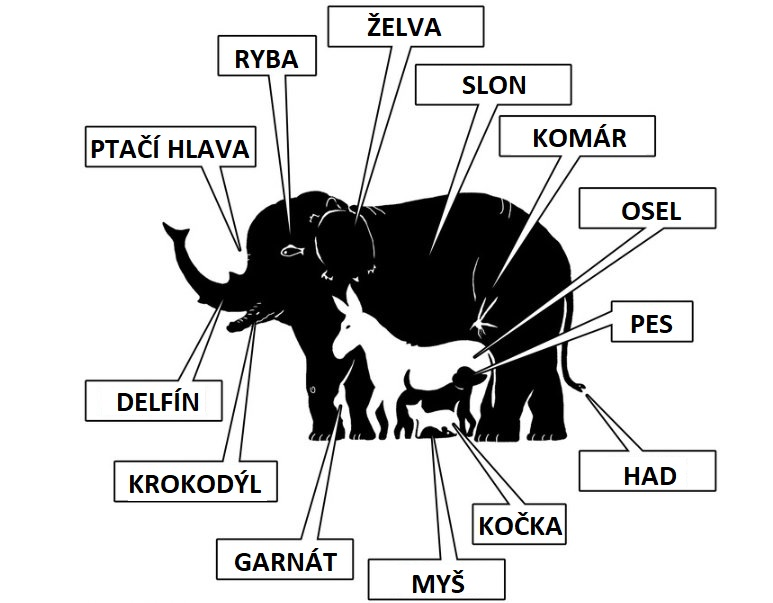 ŽELVA
RYBA
SLON
KOMÁR
PTAČÍ HLAVA
OSEL
PES
DELFÍN
KROKODÝL
HAD
KOČKA
GARNÁT
MYŠ